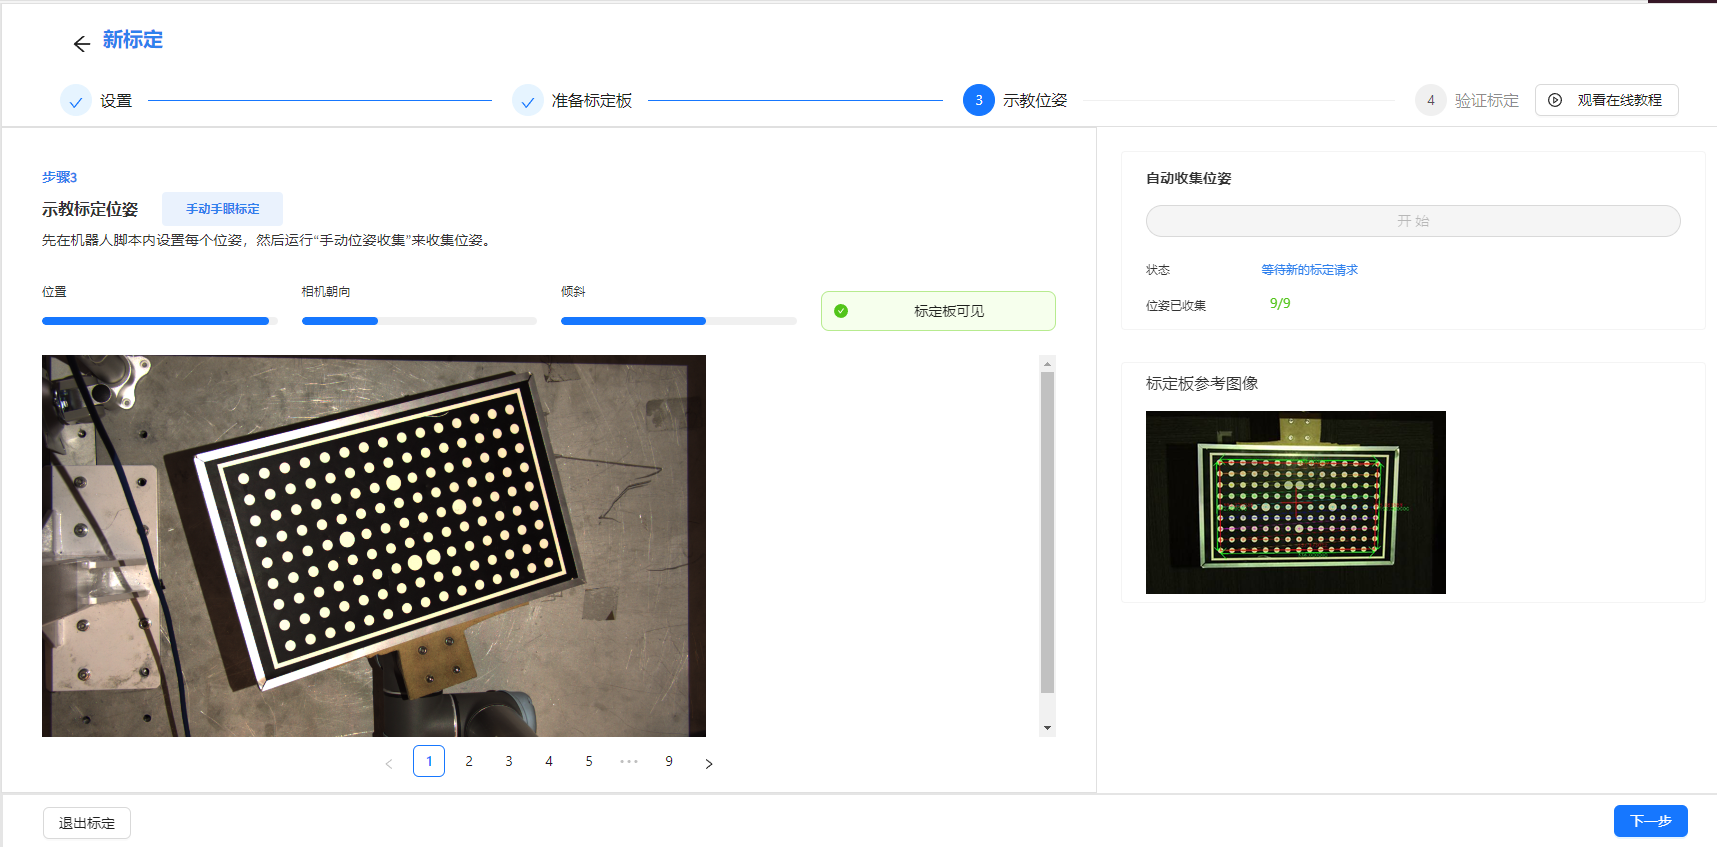 新标定
设置
准备标定板
3 示教位姿
4 验证标定
观看在线教程
步骤3
示教标定位姿 手动手眼标定
先在机器人脚本内设置每个位姿，然后运行“手动位姿收集”来收集位姿。
位置 相机朝向 倾斜
标定板可见
1 2 3 4 5 ••• 9
自动收集位姿
开 始
状态 等待新的标定请求
位姿已收集 9/9
标定板参考图像
退出标定
下一步